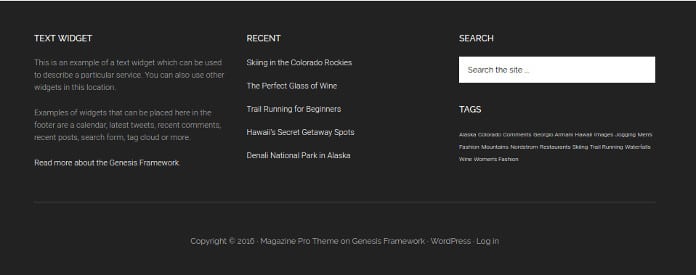 TEXT WIDGET
This is an example of a text widget which can be used
to describe a particular service. You can also use other
widgets in this location.
Examples of widgets that can be placed here in the
footer are a calendar, latest tweets, recent comments,
recent posts, search form, tag cloud or more.
Read more about the Genesis Framework.
RECENT
Skiing in the Colorado Rockies
The Perfect Glass of Wine
Trail Running for Beginners
Hawaii's Secret Getaway Spots
Denali National Park in Alaska
SEARCH
Search the site ...
TAGS
Alaska Colorado Comments Georgio Armani Hawaii Images Jogging Men's
Fashion Mountains Nordstrom Restaurants Skiing Trail Running Waterfalls
Wine Women's Fashion
Copyright © 2016 · Magazine Pro Theme on Genesis Framework · WordPress · Log in